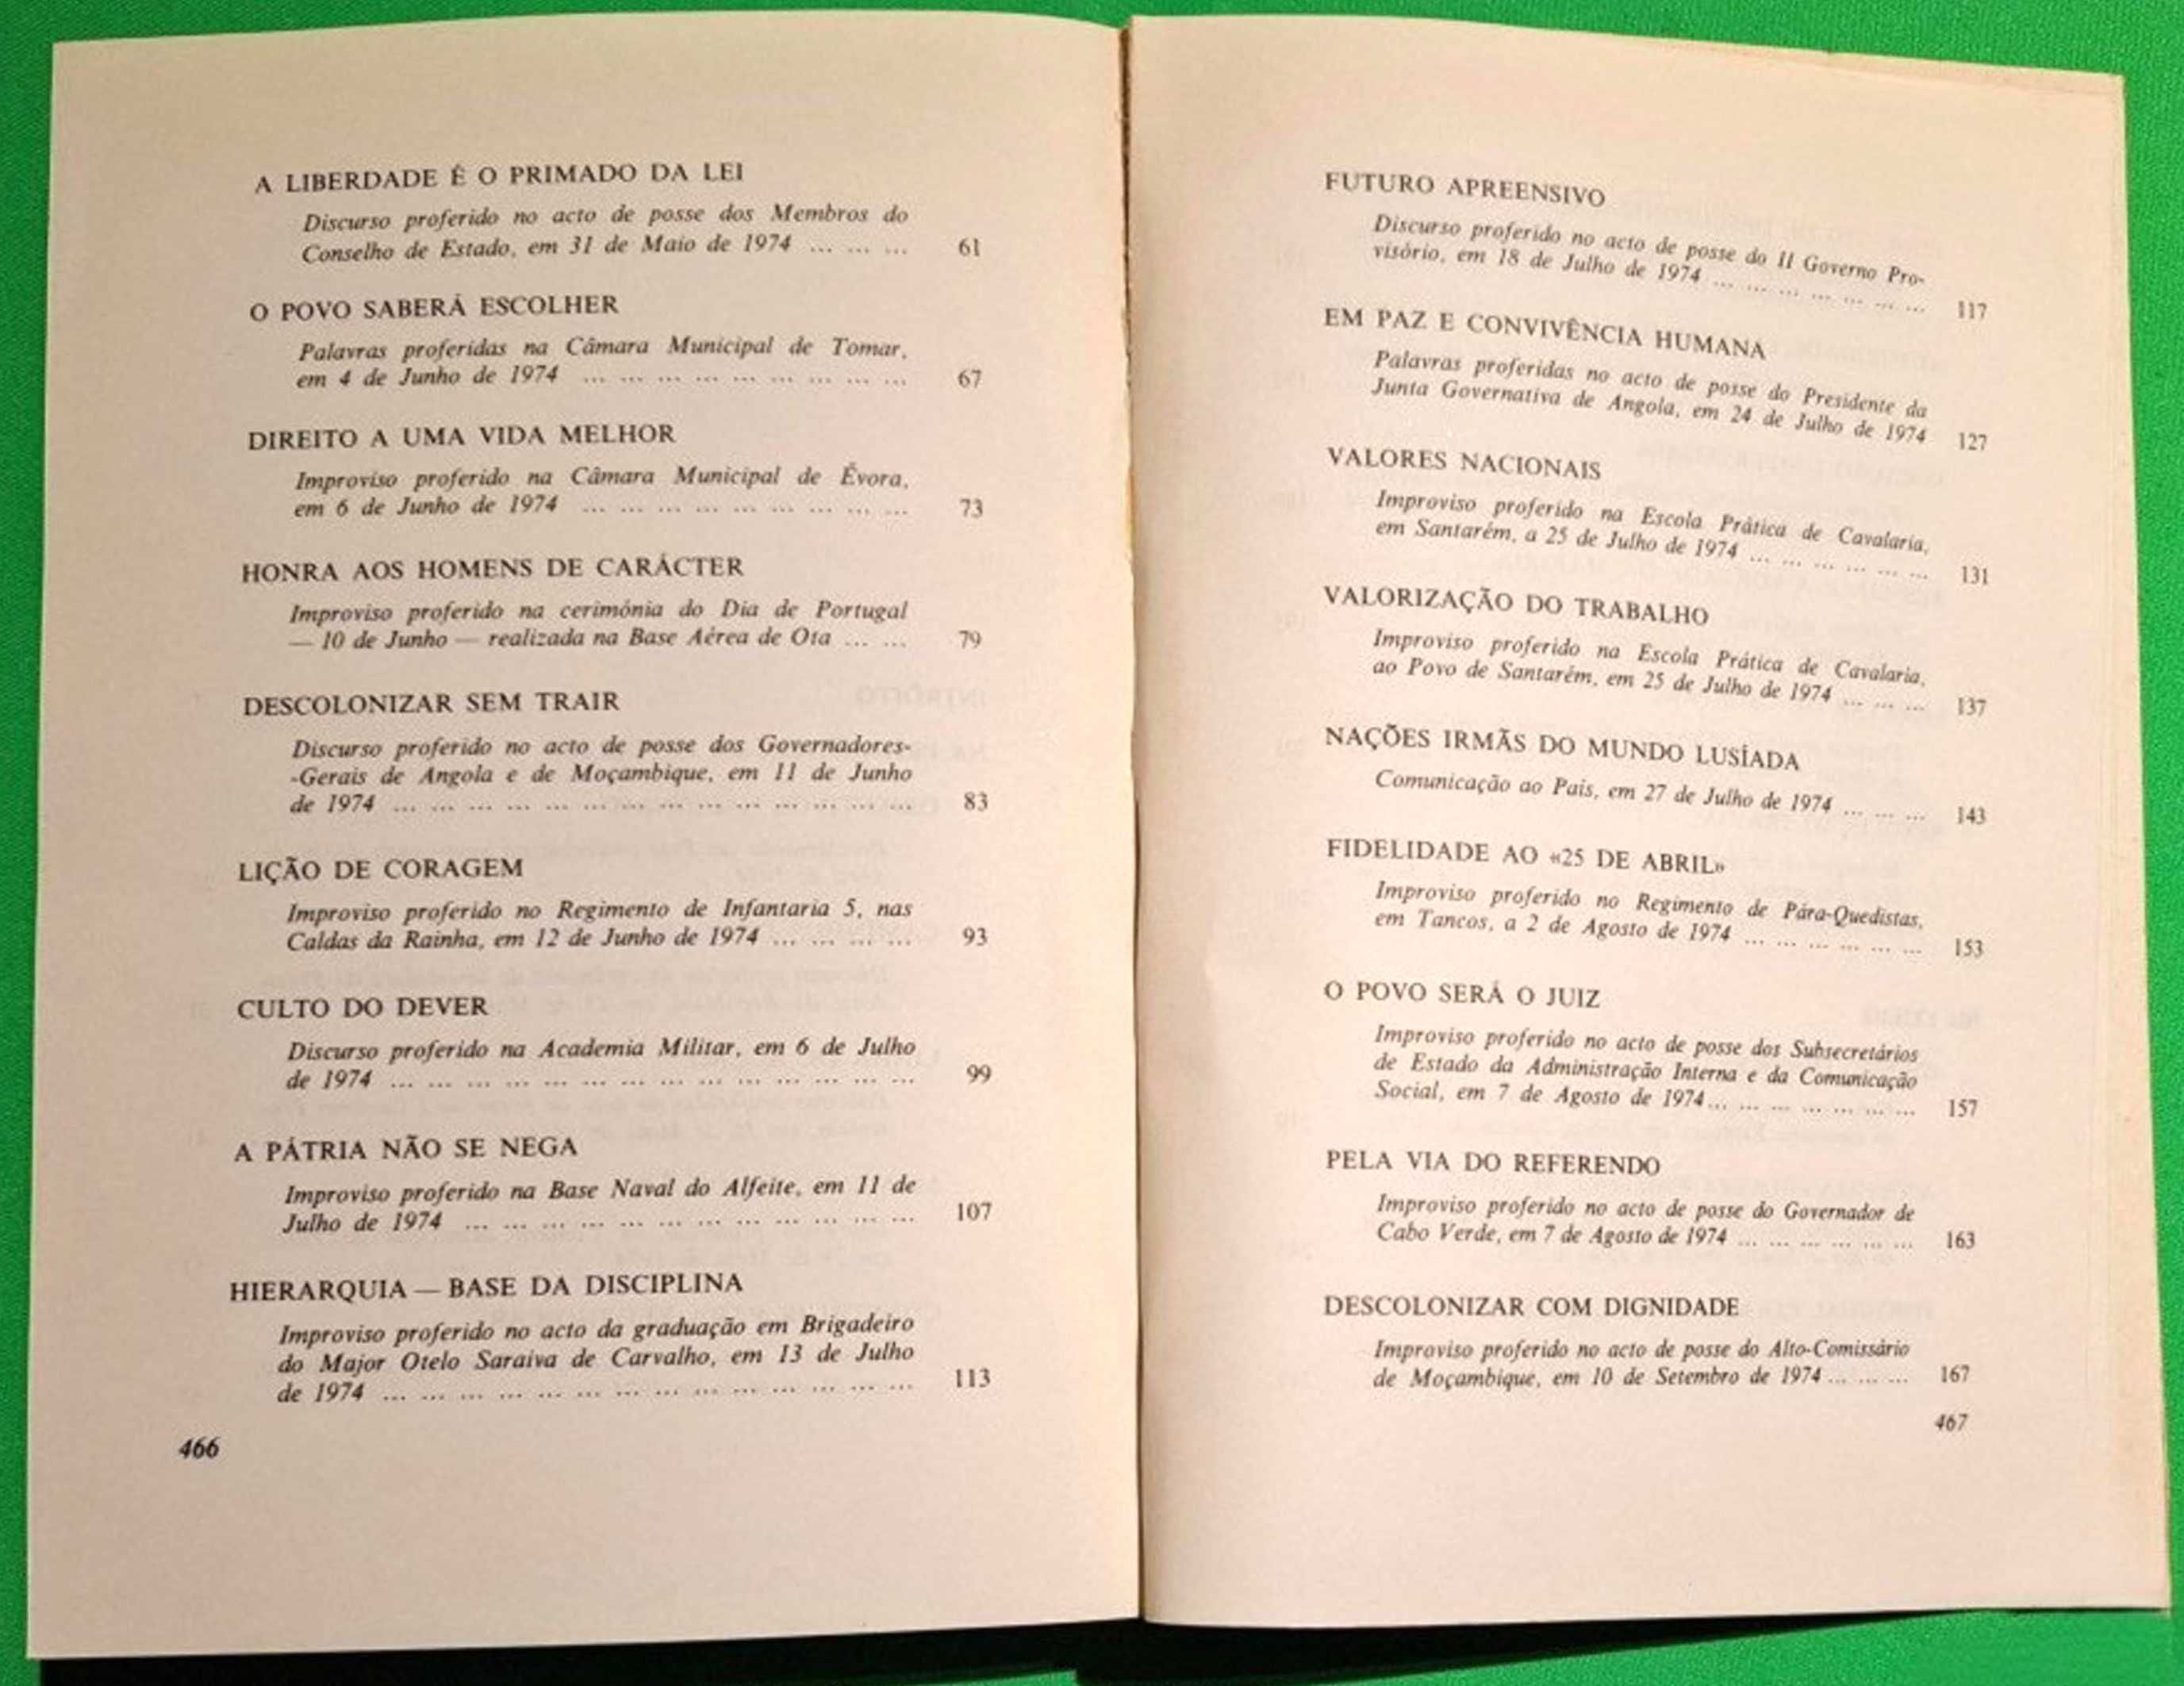 A LIBERDADE É O PRIMADO DA LEI
Discurso proferido no acto de posse dos Membros do
Conselho de Estado, em 31 de Maio de 1974 ... ... ... 61
O POVO SABERÁ ESCOLHER
Palavras proferidas na Câmara Municipal de Tomar,
em 4 de Junho de 1974 ... ... ... ... ... ... ... ... ... 67
DIREITO A UMA VIDA MELHOR
Improviso proferido na Câmara Municipal de Évora,
em 6 de Junho de 1974 ... ... ... ... ... ... ... ... ... 73
HONRA AOS HOMENS DE CARÁCTER
Improviso proferido na cerimónia do Dia de Portugal
— 10 de Junho — realizada na Base Aérea de Ota ... ... 79
DESCOLONIZAR SEM TRAIR
Discurso proferido no acto de posse dos Governadores-
-Gerais de Angola e de Moçambique, em 11 de Junho
de 1974 ... ... ... ... ... ... ... ... ... ... ... ... ... ... 83
LIÇÃO DE CORAGEM
Improviso proferido no Regimento de Infantaria 5, nas
Caldas da Rainha, em 12 de Junho de 1974 ... ... ... ... 93
CULTO DO DEVER
Discurso proferido na Academia Militar, em 6 de Julho
de 1974 ... ... ... ... ... ... ... ... ... ... ... ... ... ... 99
A PÁTRIA NÃO SE NEGA
Improviso proferido na Base Naval do Alfeite, em 11 de
Julho de 1974 ... ... ... ... ... ... ... ... ... ... ... ... 107
HIERARQUIA — BASE DA DISCIPLINA
Improviso proferido no acto da graduação em Brigadeiro
do Major Otelo Saraiva de Carvalho, em 13 de Julho
de 1974 ... ... ... ... ... ... ... ... ... ... ... ... ... ... 113
466
FUTURO APREENSIVO
Discurso proferido no acto de posse do II Governo Pro-
visório, em 18 de Julho de 1974 ... ... ... ... ... ... ... 117
EM PAZ E CONVIVÊNCIA HUMANA
Palavras proferidas no acto de posse do Presidente da
Junta Governativa de Angola, em 24 de Julho de 1974 127
VALORES NACIONAIS
Improviso proferido na Escola Prática de Cavalaria,
em Santarém, a 25 de Julho de 1974 ... ... ... ... ... ... 131
VALORIZAÇÃO DO TRABALHO
Improviso proferido na Escola Prática de Cavalaria,
ao Povo de Santarém, em 25 de Julho de 1974 ... ... ... 137
NAÇÕES IRMÃS DO MUNDO LUSÍADA
Comunicação ao País, em 27 de Julho de 1974 ... ... ... 143
FIDELIDADE AO «25 DE ABRIL»
Improviso proferido no Regimento de Pára-Quedistas,
em Tancos, a 2 de Agosto de 1974 ... ... ... ... ... ... 153
O POVO SERÁ O JUIZ
Improviso proferido no acto de posse dos Subsecretários
de Estado da Administração Interna e da Comunicação
Social, em 7 de Agosto de 1974... ... ... ... ... ... ... 157
PELA VIA DO REFERENDO
Improviso proferido no acto de posse do Governador de
Cabo Verde, em 7 de Agosto de 1974 ... ... ... ... ... ... 163
DESCOLONIZAR COM DIGNIDADE
Improviso proferido no acto de posse do Alto-Comissário
de Moçambique, em 10 de Setembro de 1974 ... ... ... 167
467